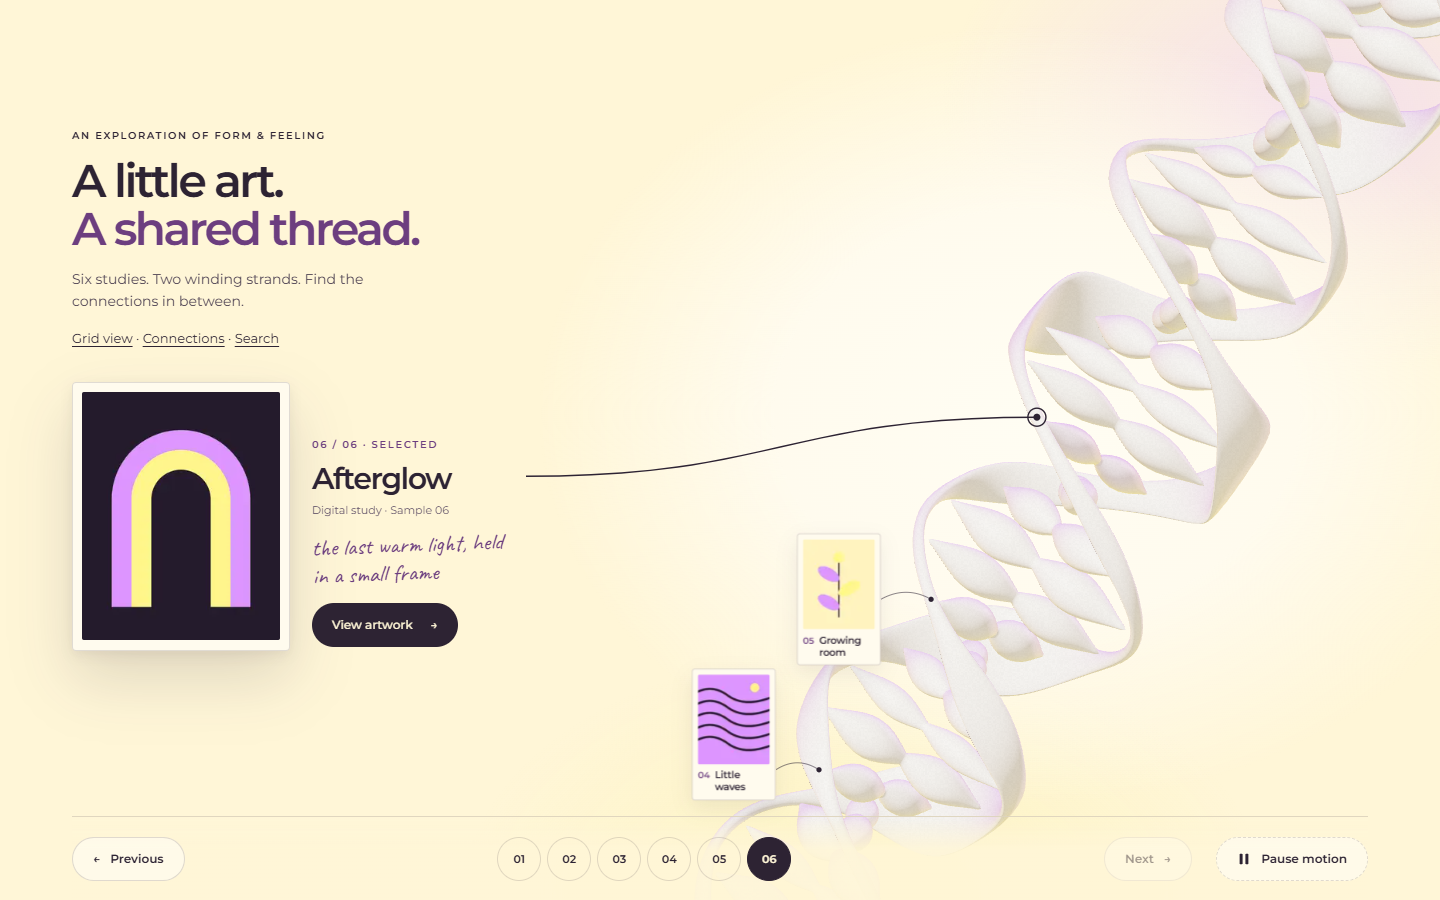 AN EXPLORATION OF FORM & FEELING
A little art.
A shared thread.
Six studies. Two winding strands. Find the
connections in between.
Grid view · Connections · Search
06 / 06 · SELECTED
Afterglow
Digital study · Sample 06
the last warm light, held
in a small frame
View artwork →
05 Growing
room
04 Little
waves
← Previous
01 02 03 04 05 06
Next →
Pause motion